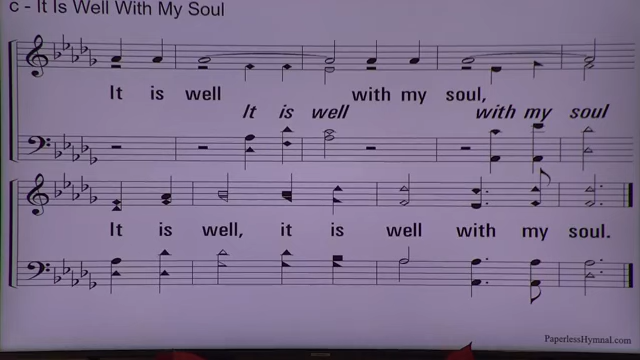 c - It Is Well With My Soul
It is well with my soul,
It is well with my soul
It is well, it is well with my soul.
PaperlessHymnal.com